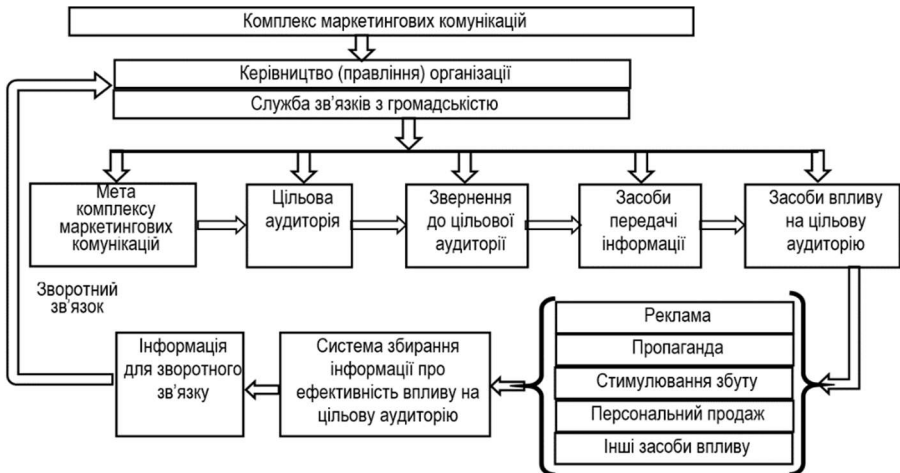 Комплекс маркетингових комунікацій
Керівництво (правління) організації
Служба зв'язків з громадськістю
Мета
комплексу
маркетингових
комунікацій
Цільова
аудиторія
Звернення
до цільової
аудиторії
Засоби
передачі
інформації
Засоби впливу
на цільову
аудиторію
Зворотний
зв'язок
Інформація
для зворотного
зв'язку
Система збирання
інформації про
ефективність впливу на
цільову аудиторію
Реклама
Пропаганда
Стимулювання збуту
Персональний продаж
Інші засоби впливу